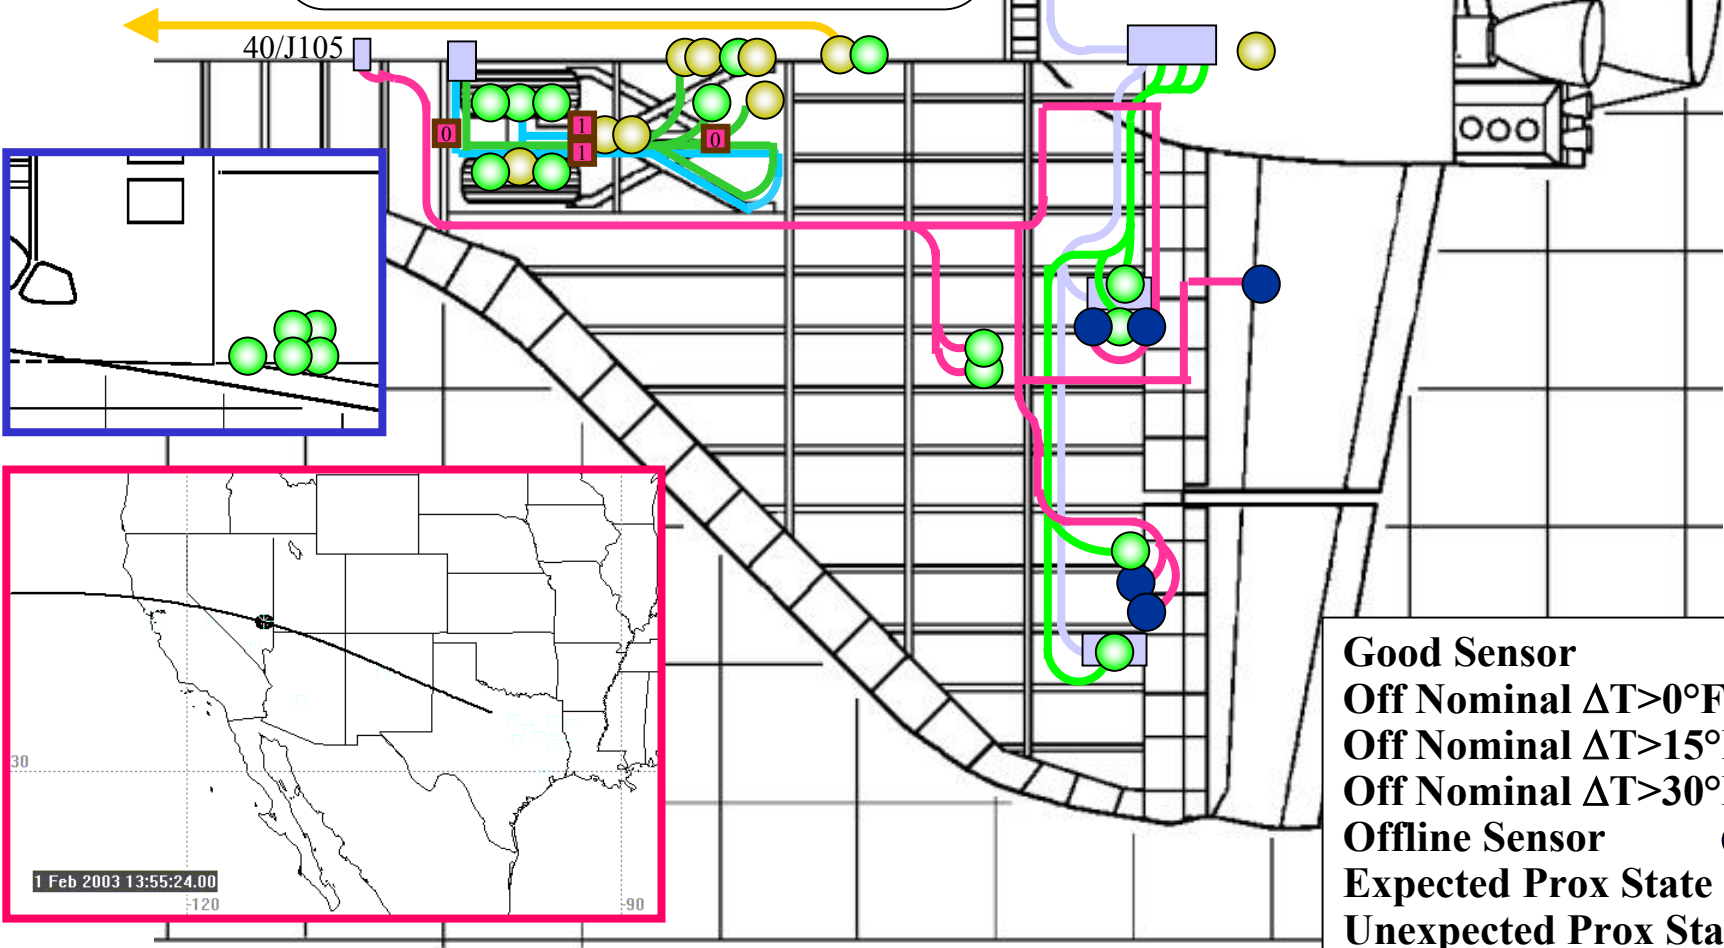 40/J105
0
1
1
0
30
1 Feb 2003 13:55:24.00
-120
-90
Good Sensor
Off Nominal ΔT>0°F
Off Nominal ΔT>15°
Off Nominal ΔT>30°
Offline Sensor
Expected Prox State
Unexpected Prox Sta